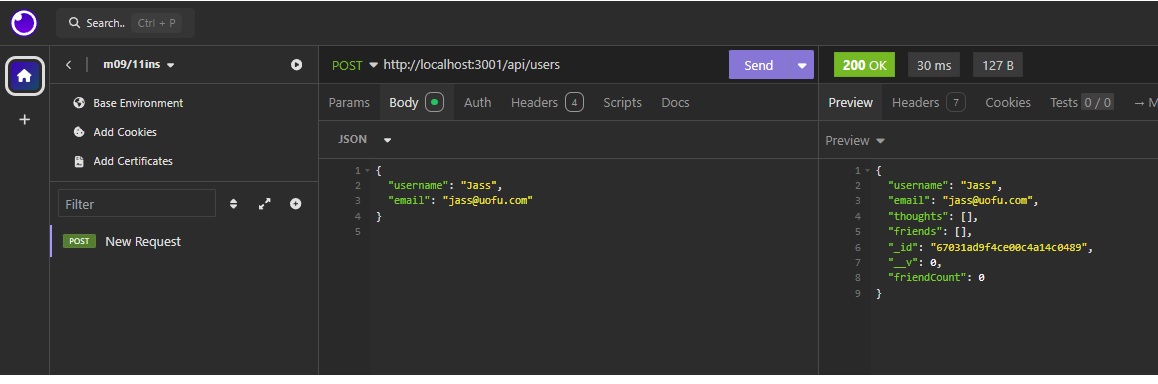 Search.. Ctrl + P
m09/11ins
Base Environment
Add Cookies
Add Certificates
Filter
POST New Request
POST http://localhost:3001/api/users Send
Params Body Auth Headers 4 Scripts Docs
JSON
1 {
2 "username": "Jass",
3 "email": "jass@uofu.com"
4 }
5
200 OK 30 ms 127 B
Preview Headers 7 Cookies Tests 0 / 0 → M
Preview
1 {
2 "username": "Jass",
3 "email": "jass@uofu.com",
4 "thoughts": [],
5 "friends": [],
6 "_id": "67031ad9f4ce00c4a14c0489",
7 "__v": 0,
8 "friendCount": 0
9 }